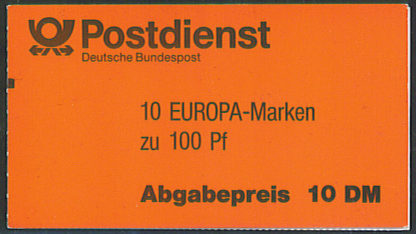 Postdienst
Deutsche Bundespost
10 EUROPA-Marken
zu 100 Pf
Abgabepreis 10 DM